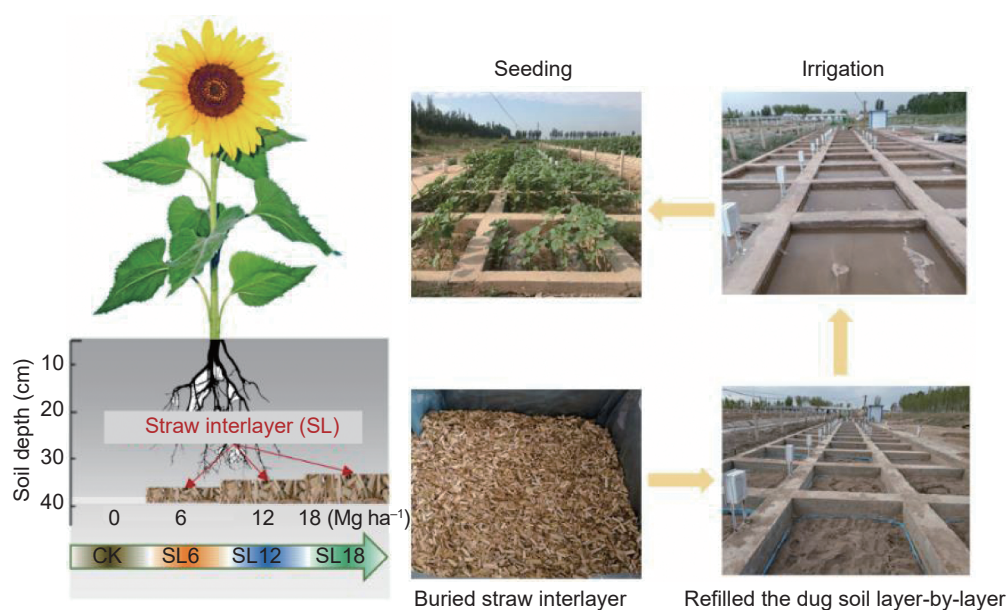 Seeding
Irrigation
Soil depth (cm)
10
20
30
40
Straw interlayer (SL)
0 6 12 18 (Mg ha⁻¹)
CK SL6 SL12 SL18
Buried straw interlayer
Refilled the dug soil layer-by-layer